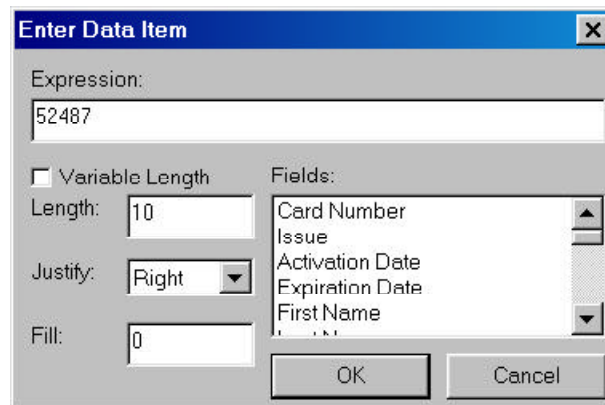 Enter Data Item
Expression:
52487
Variable Length
Length: 10
Justify: Right
Fill: 0
Fields:
Card Number
Issue
Activation Date
Expiration Date
First Name
OK Cancel